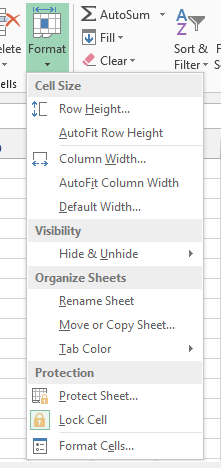 elete
Format
AutoSum
Fill
Clear
Sort &
Filter
F
S
ells
Cell Size
Row Height...
AutoFit Row Height
Column Width...
AutoFit Column Width
Default Width...
Visibility
Hide & Unhide
Organize Sheets
Rename Sheet
Move or Copy Sheet...
Tab Color
Protection
Protect Sheet...
Lock Cell
Format Cells...